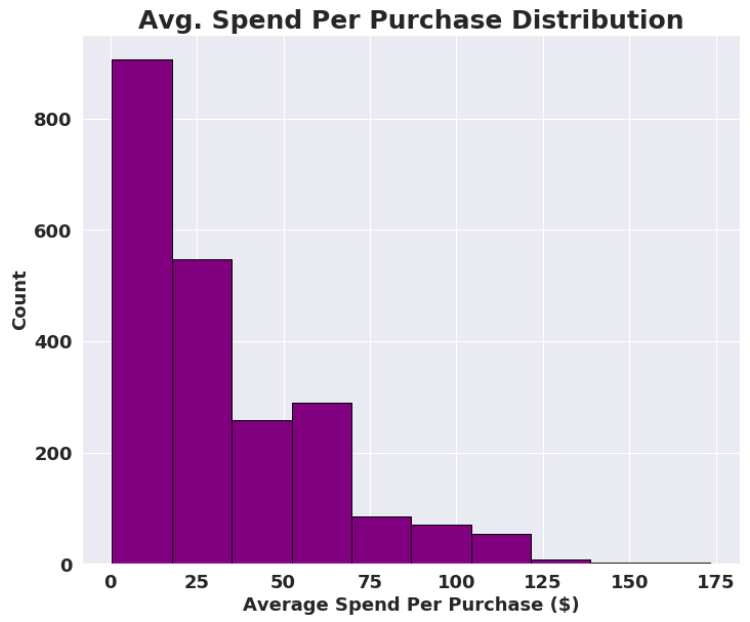 Avg. Spend Per Purchase Distribution
800
600
400
200
0
Count
0 25 50 75 100 125 150 175
Average Spend Per Purchase ($)